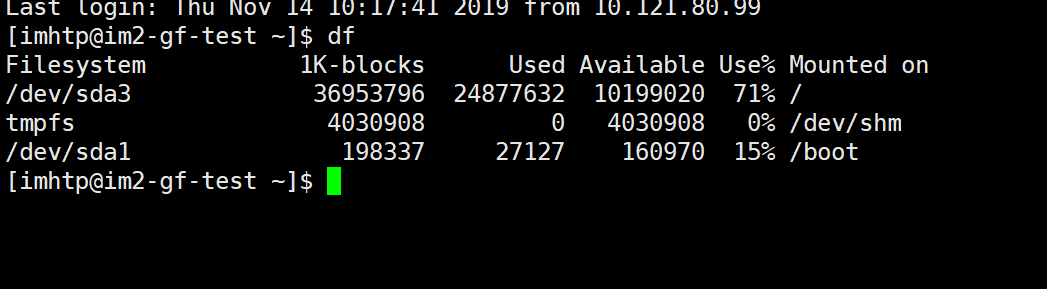 Last login: Thu Nov 14 10:17:41 2019 from 10.121.80.99
[imhtp@im2-gf-test ~]$ df
Filesystem           1K-blocks      Used Available Use% Mounted on
/dev/sda3             36953796  24877632  10199020  71% /
tmpfs                  4030908         0   4030908   0% /dev/shm
/dev/sda1               198337     27127    160970  15% /boot
[imhtp@im2-gf-test ~]$